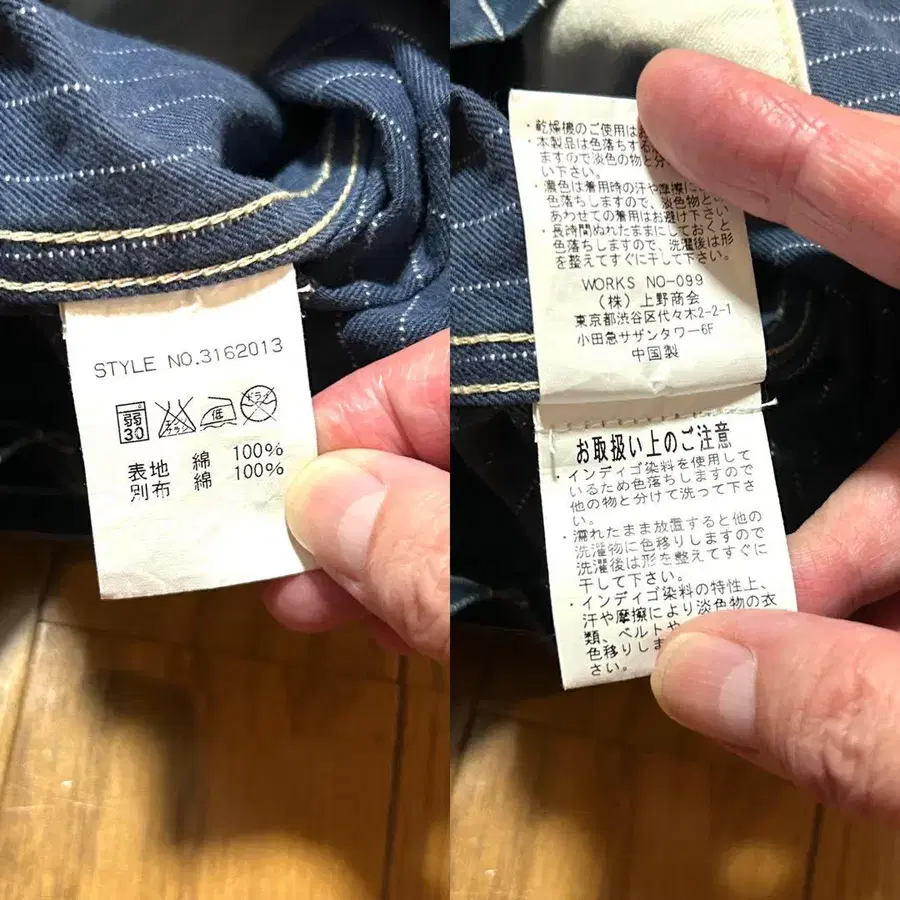 STYLE NO.3162013
弱
30
エンソ
サラシ
低
ドライ
表地 綿 100%
別布 綿 100%
・乾燥機のご使用はお
・本製品は色落ちする
ますので淡色の物と分
い下さい。
・濃色は着用時の汗や摩擦に
色落ちしますので、淡色物と
あわせての着用はお避け下さい
・長時間ぬれたままにしておくと
色落ちしますので、洗濯後は形
を整えてすぐに干して下さい。
WORKS NO-099
(株)上野商会
東京都渋谷区代々木2-2-1
小田急サザンタワー6F
中国製
お取扱い上のご注意
・インディゴ染料を使用して
いるため色落ちしますので
他の物と分けて洗って下さ
い。
・濡れたまま放置すると他の
洗濯物に色移りしますので
洗濯後は形を整えてすぐに
干して下さい。
・インディゴ染料の特性上、
汗や摩擦により淡色物の衣
類、ベルトや
色移りしま
さい。